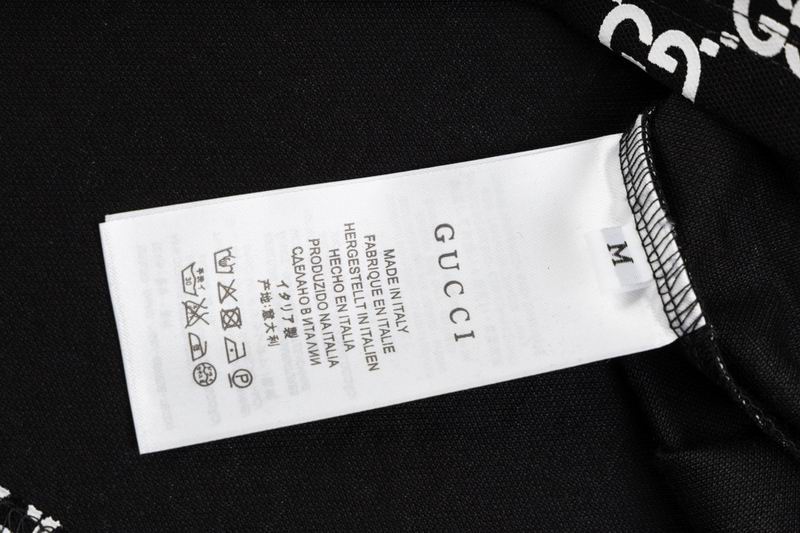 M
GUCCI
MADE IN ITALY
FABRIQUE EN ITALIE
HERGESTELLT IN ITALIEN
HECHO EN ITALIA
PRODUZIDO NA ITALIA
СДЕЛАНО В ИТАЛИИ
イタリア製
产地:意大利
P
30